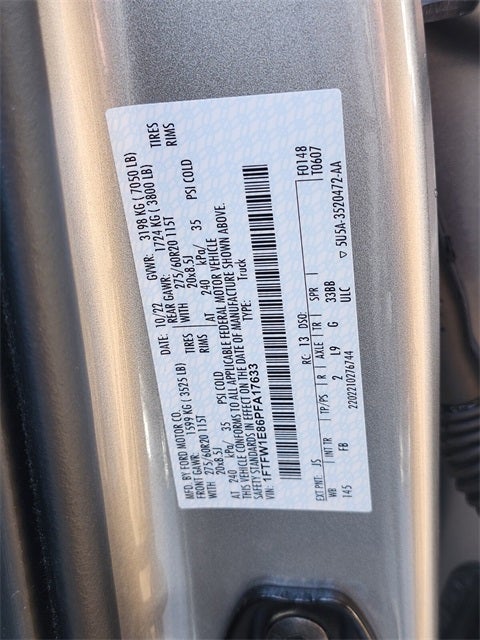 MFD. BY FORD MOTOR CO. DATE: 10/22 GVWR: 3198 KG ( 7050 LB)
FRONT GAWR: 1599 KG ( 3525 LB) REAR GAWR: 1724 KG ( 3800 LB)
WITH 275/60R20 115T TIRES WITH 275/60R20 115T TIRES
20x8.5J RIMS 20x8.5J RIMS
AT 240 kPa/ 35 PSI COLD AT 240 kPa/ 35 PSI COLD
THIS VEHICLE CONFORMS TO ALL APPLICABLE FEDERAL MOTOR VEHICLE
SAFETY STANDARDS IN EFFECT ON THE DATE OF MANUFACTURE SHOWN ABOVE.
VIN: 1FTFW1E86PFA17633 TYPE: Truck
F0148
T0607
EXT PNT: JS RC: 13 DSO:
WB INT TR TP/PS R AXLE TR SPR
145 FB 2 L9 G 33BB
2202210276744 ULC
▽ 5U5A-3520472-AA